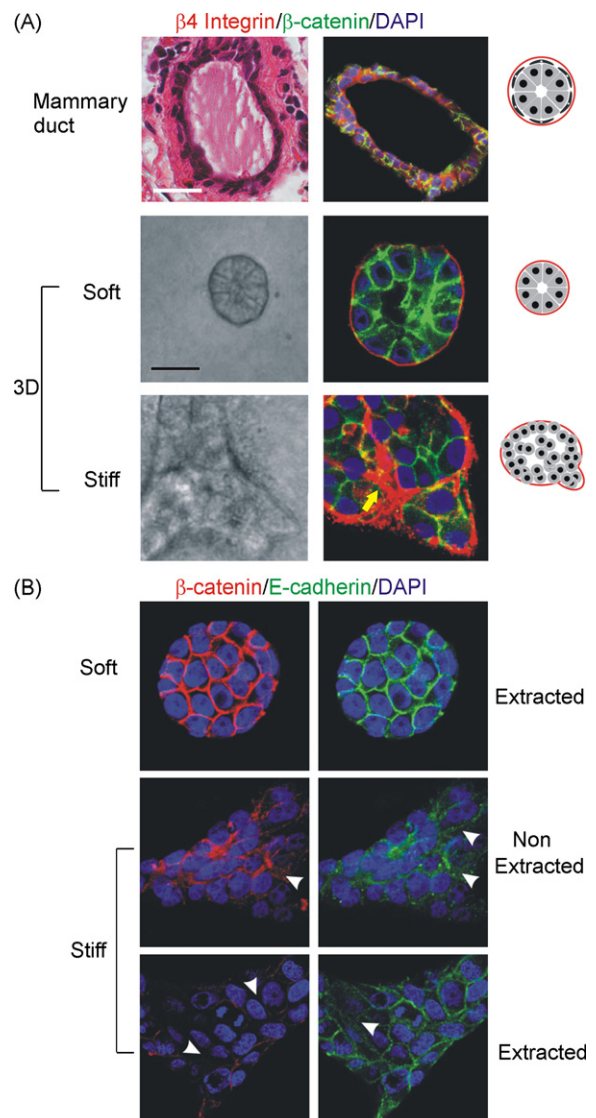 (A)
β4 Integrin/β-catenin/DAPI
Mammary
duct
Soft
3D
Stiff
(B)
β-catenin/E-cadherin/DAPI
Soft
Extracted
Non
Extracted
Stiff
Extracted